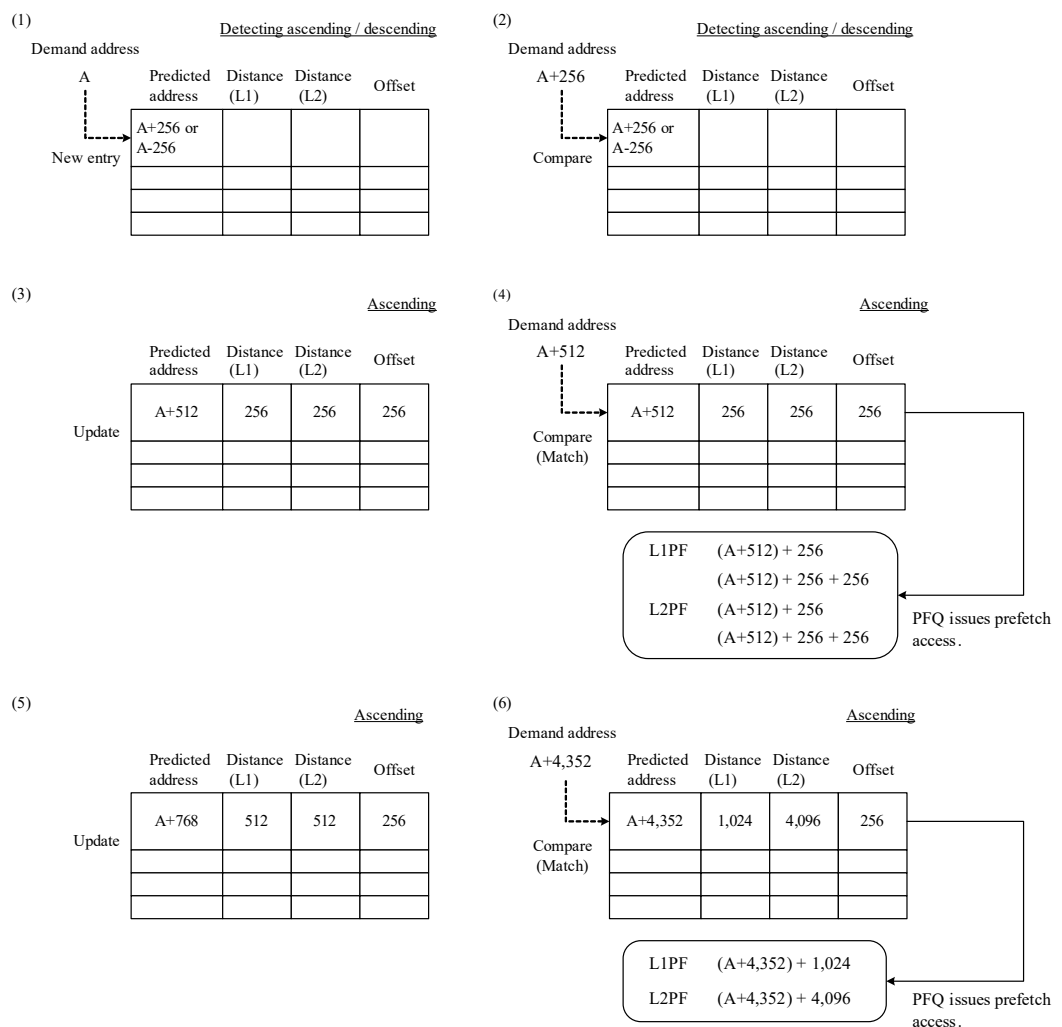 (1)
Detecting ascending / descending
Demand address
A
Predicted address
Distance (L1)
Distance (L2)
Offset
A+256 or
A-256
New entry
(2)
Detecting ascending / descending
Demand address
A+256
Predicted address
Distance (L1)
Distance (L2)
Offset
A+256 or
A-256
Compare
(3)
Ascending
Predicted address
Distance (L1)
Distance (L2)
Offset
Update
A+512 256 256 256
(4)
Ascending
Demand address
A+512
Predicted address
Distance (L1)
Distance (L2)
Offset
A+512 256 256 256
Compare
(Match)
L1PF (A+512) + 256
(A+512) + 256 + 256
L2PF (A+512) + 256
(A+512) + 256 + 256
PFQ issues prefetch
access.
(5)
Ascending
Predicted address
Distance (L1)
Distance (L2)
Offset
Update
A+768 512 512 256
(6)
Ascending
Demand address
A+4,352
Predicted address
Distance (L1)
Distance (L2)
Offset
A+4,352 1,024 4,096 256
Compare
(Match)
L1PF (A+4,352) + 1,024
L2PF (A+4,352) + 4,096
PFQ issues prefetch
access.